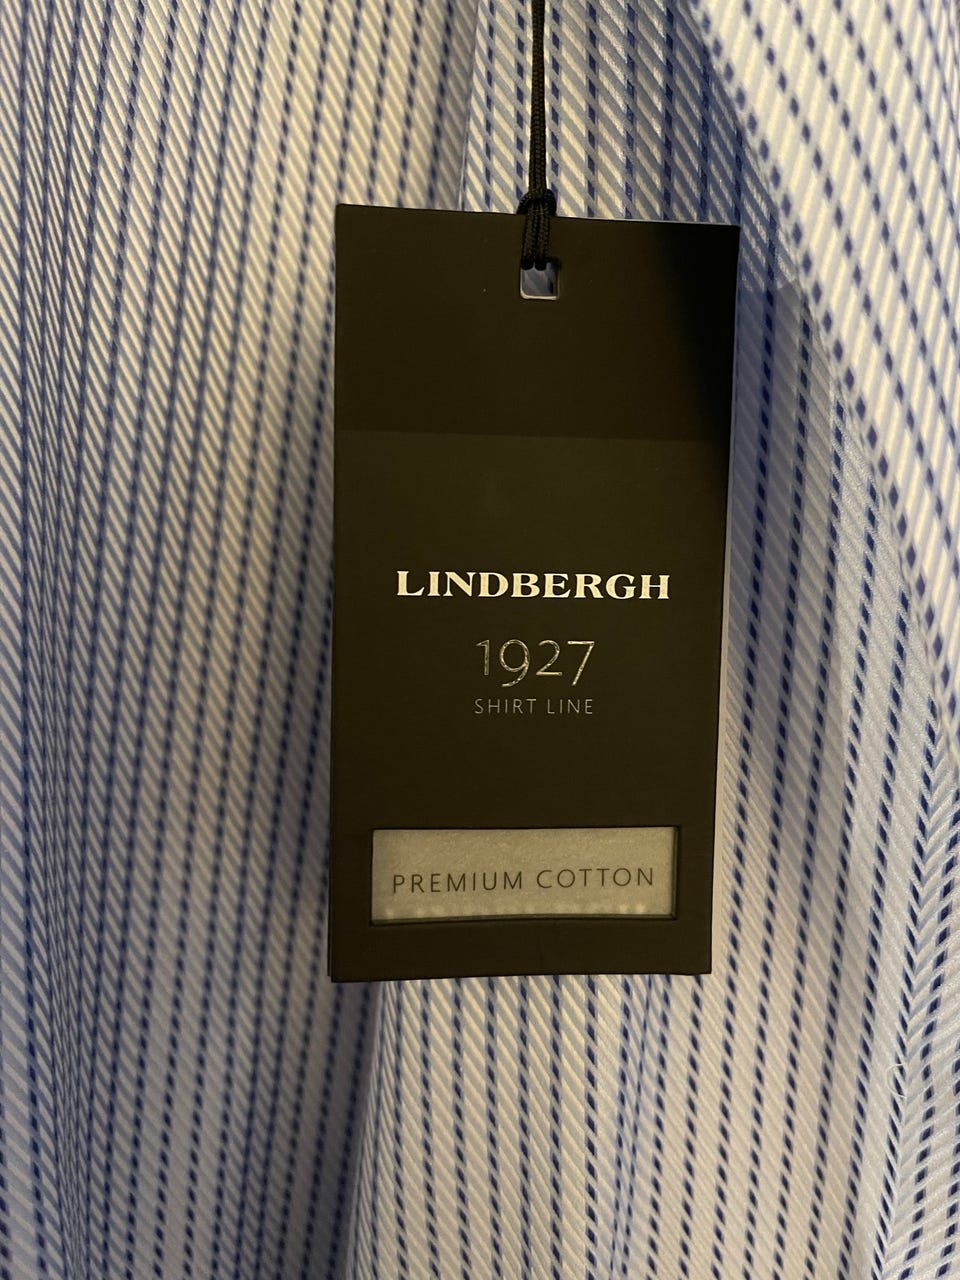 LINDBERGH
1927
SHIRT LINE
PREMIUM COTTON